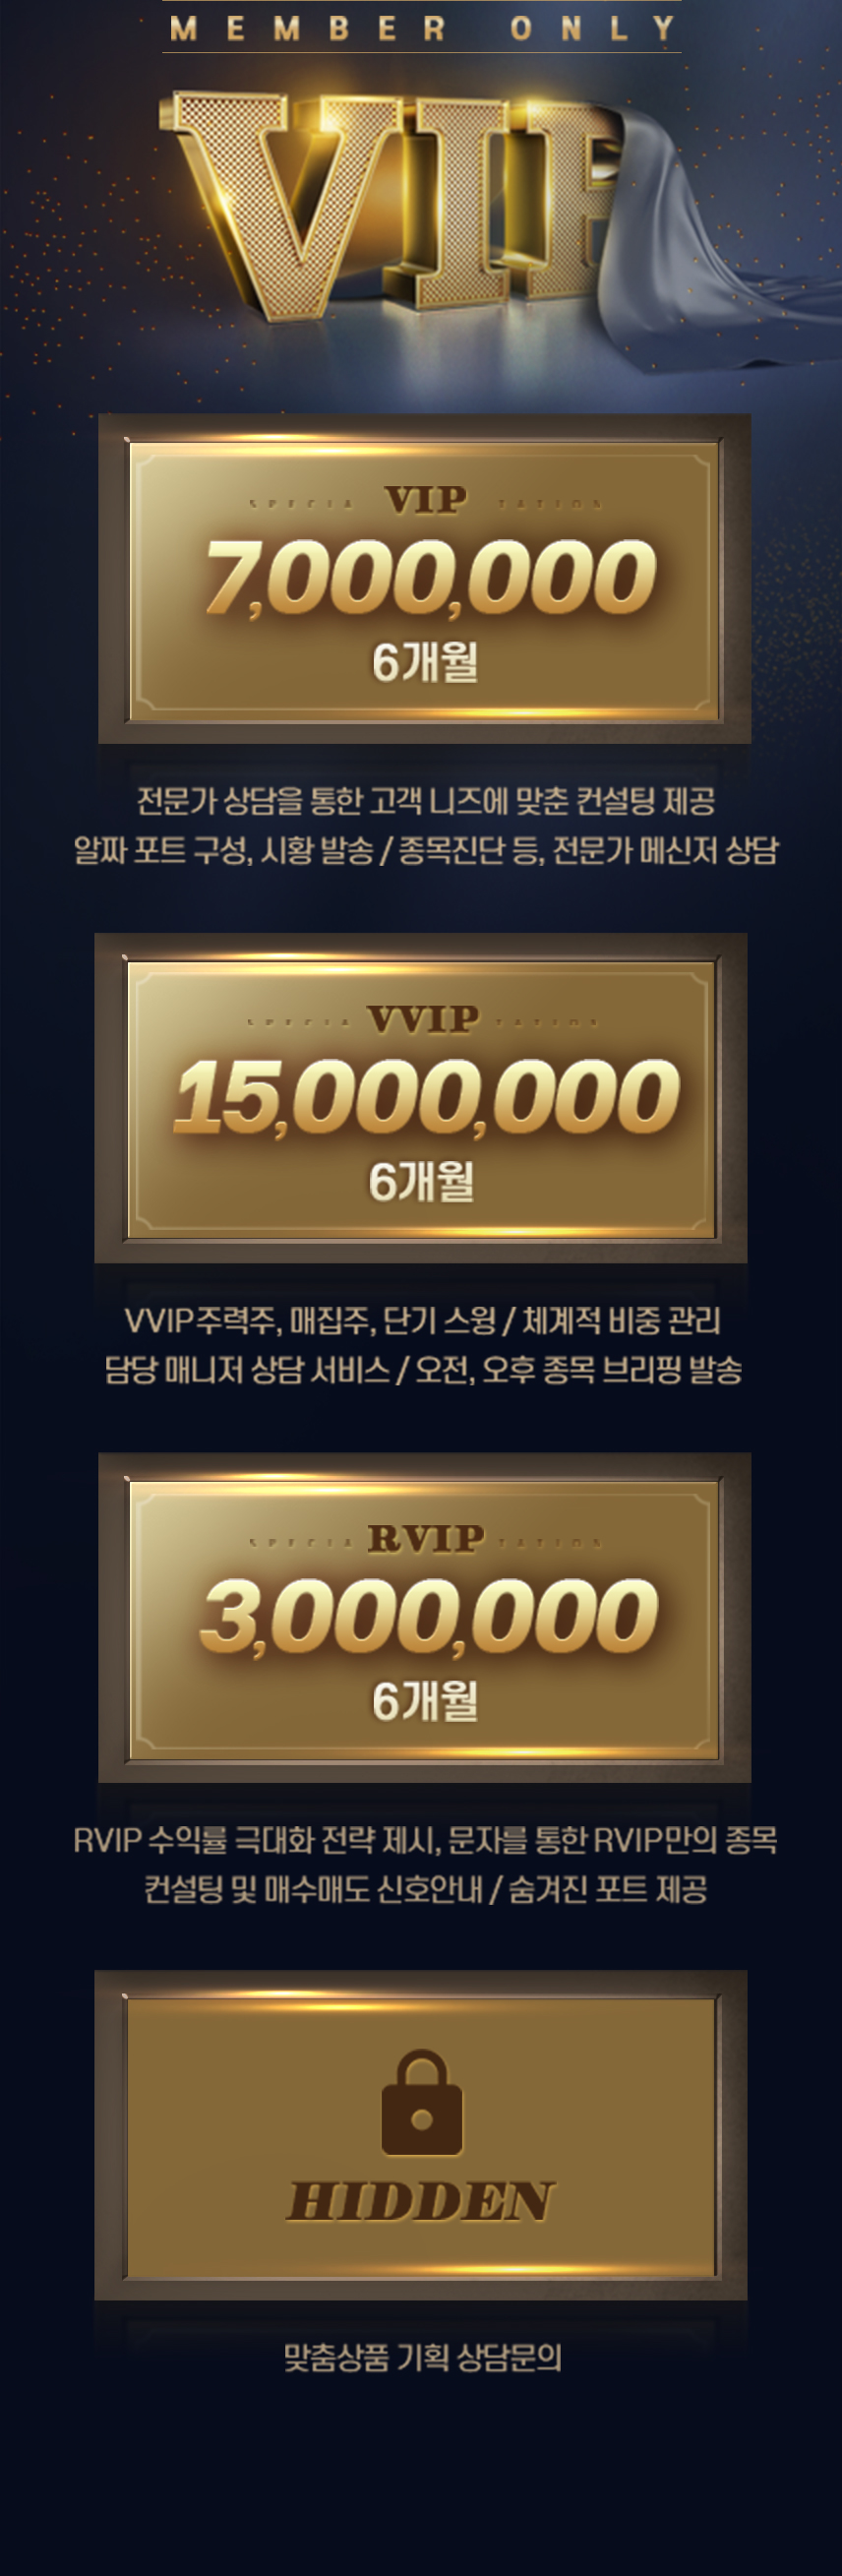 MEMBER ONLY
VIP
VIP
7,000,000
6개월
전문가 상담을 통한 고객 니즈에 맞춘 컨설팅 제공
알짜 포트 구성, 시황 발송 / 종목진단 등, 전문가 메신저 상담
VVIP
15,000,000
6개월
VVIP주력주, 매집주, 단기 스윙 / 체계적 비중 관리
담당 매니저 상담 서비스 / 오전, 오후 종목 브리핑 발송
RVIP
3,000,000
6개월
RVIP 수익률 극대화 전략 제시, 문자를 통한 RVIP만의 종목
컨설팅 및 매수매도 신호안내 / 숨겨진 포트 제공
HIDDEN
맞춤상품 기획 상담문의